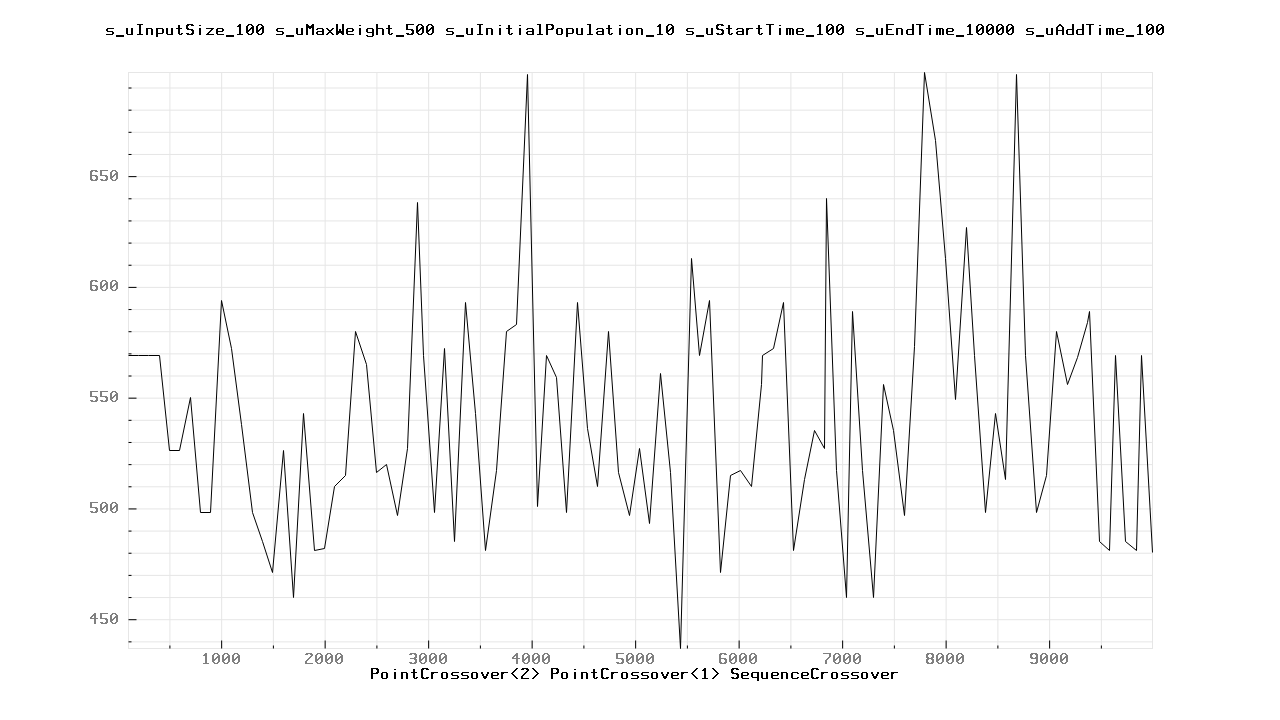 s_uInputSize_100 s_uMaxWeight_500 s_uInitialPopulation_10 s_uStartTime_100 s_uEndTime_10000 s_uAddTime_100
650
600
550
500
450
1000 2000 3000 4000 5000 6000 7000 8000 9000
PointCrossover<2> PointCrossover<1> SequenceCrossover